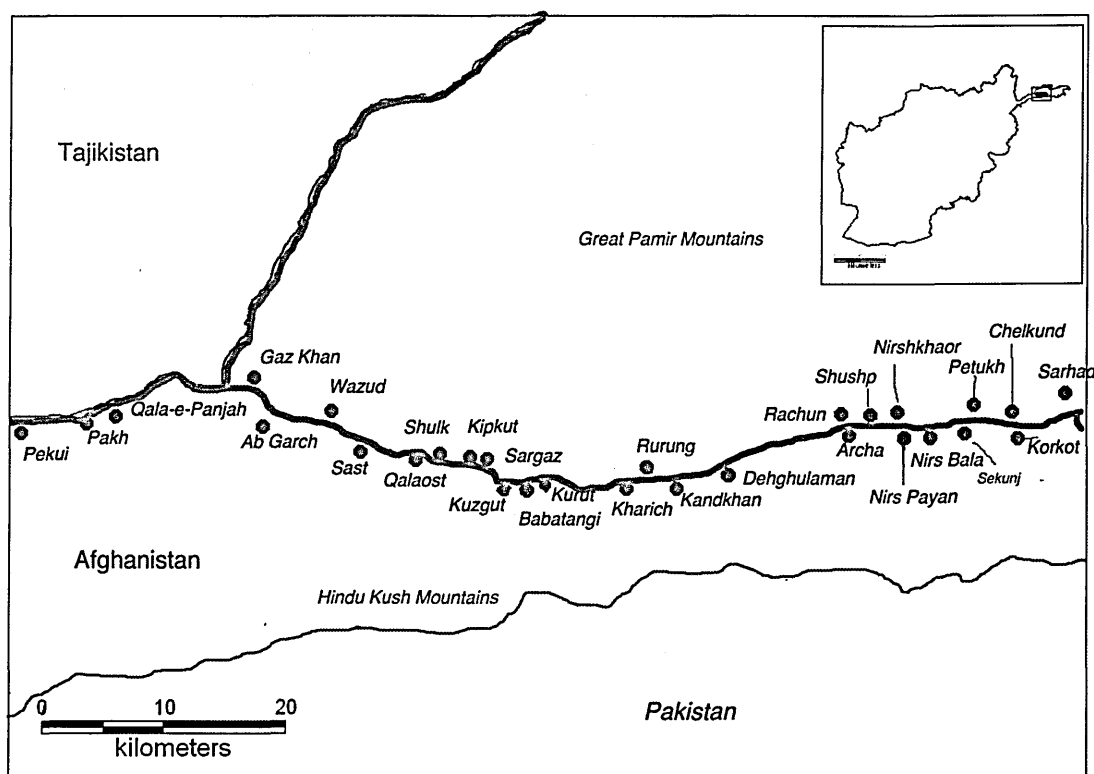 Tajikistan
Great Pamir Mountains
Gaz Khan
Wazud
Qala-e-Panjah
Pakh
Pekui
Ab Garch
Sast
Shulk
Kipkut
Qalaost
Sargaz
Kuzgut
Kurut
Babatangi
Rurung
Kharich
Kandkhan
Dehghulaman
Rachun
Shushp
Archa
Nirshkhaor
Nirs Payan
Nirs Bala
Petukh
Sekunj
Chelkund
Korkot
Sarhad
Afghanistan
Hindu Kush Mountains
Pakistan
0 10 20
kilometers